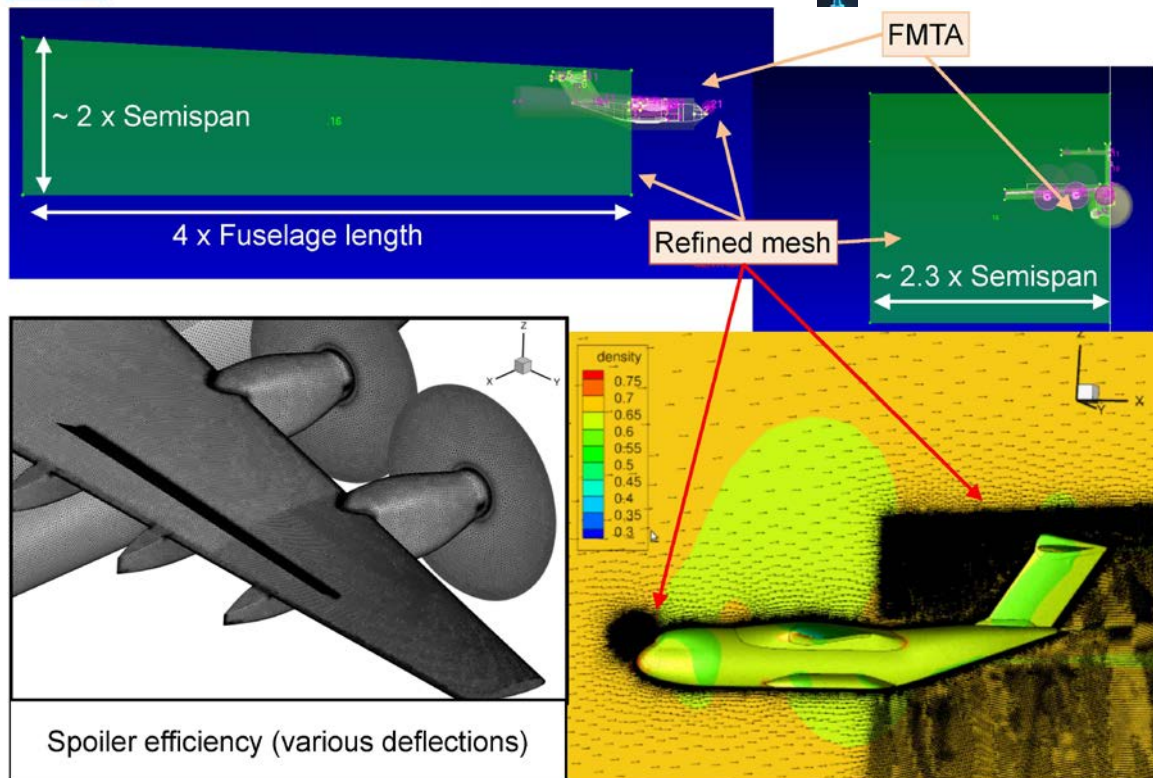 FMTA
~ 2 x Semispan
.16
4 x Fuselage length
Refined mesh
~ 2.3 x Semispan
Z
X
Y
density
0.75
0.7
0.65
0.6
0.55
0.5
0.45
0.4
0.35
0.3
Z
X
Y
Spoiler efficiency (various deflections)